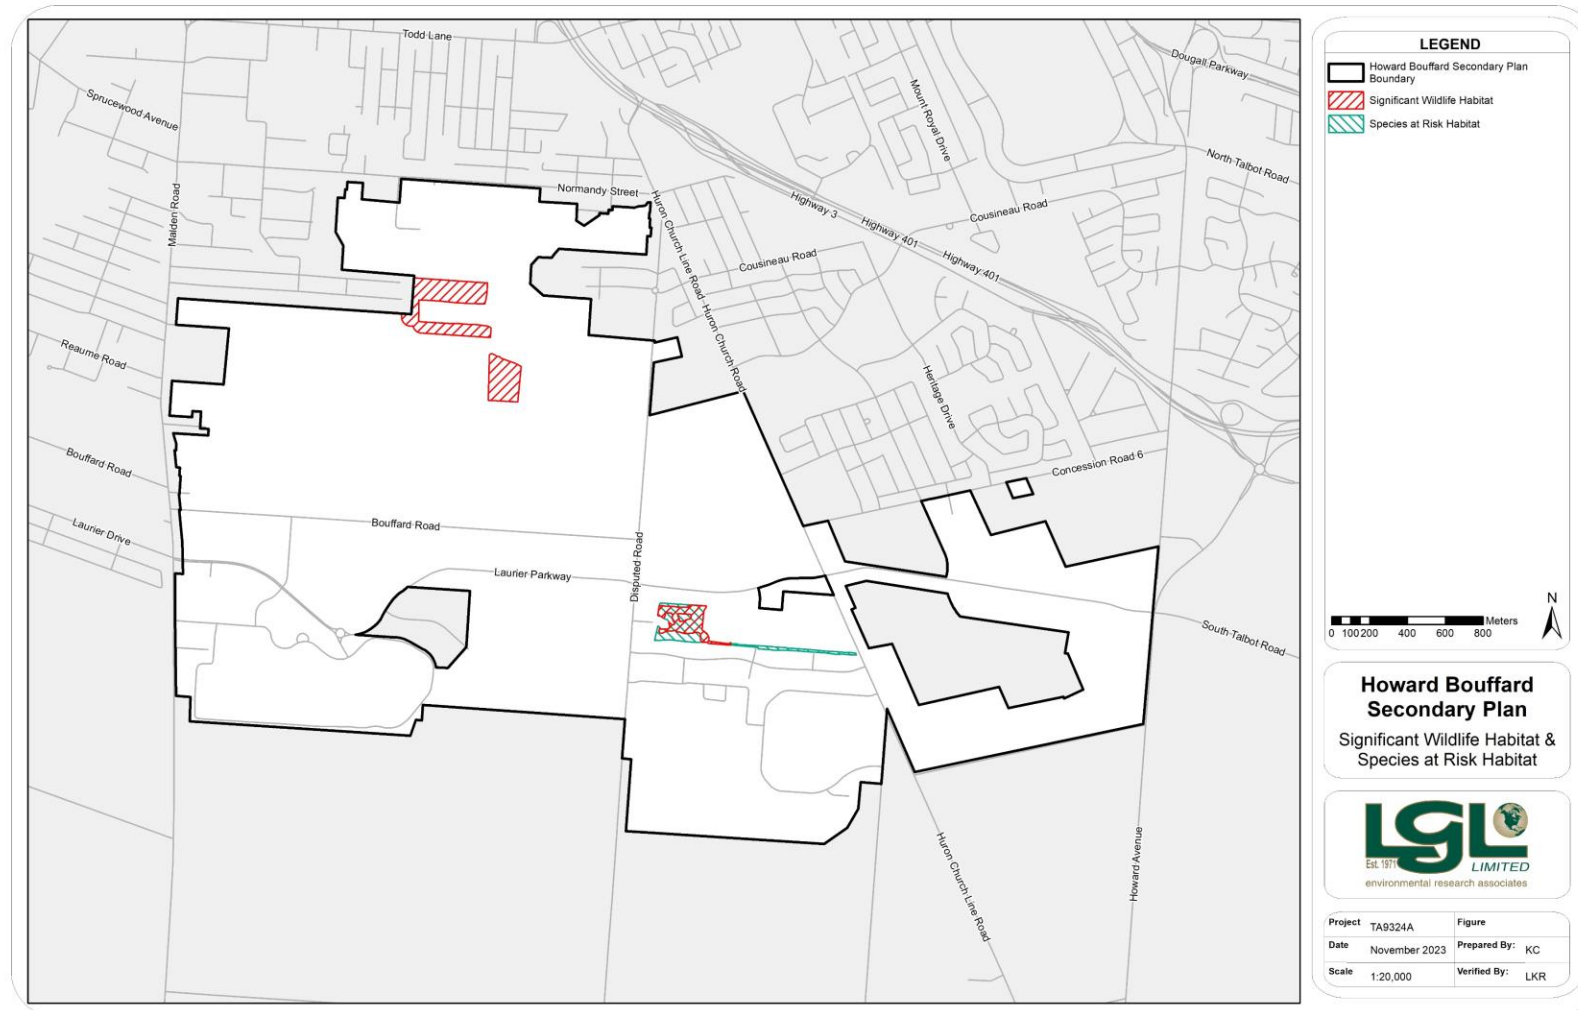 Todd Lane
Dougall Parkway
Sprucewood Avenue
Mount Royal Drive
North Talbot Road
Malden Road
Normandy Street
Huron Church Line Road
Highway 3
Highway 401
Cousineau Road
Cousineau Road
Highway 401
Huron Church Road
Reaume Road
Heritage Drive
Bouffard Road
Concession Road 6
Bouffard Road
Laurier Drive
Disputed Road
Laurier Parkway
South Talbot Road
Huron Church Line Road
Howard Avenue
LEGEND
Howard Bouffard Secondary Plan
Boundary
Significant Wildlife Habitat
Species at Risk Habitat
N
Meters
0 100 200 400 600 800
Howard Bouffard
Secondary Plan
Significant Wildlife Habitat &
Species at Risk Habitat
LGL
Est. 1971
LIMITED
environmental research associates
Project TA9324A Figure
Date November 2023 Prepared By: KC
Scale 1:20,000 Verified By: LKR